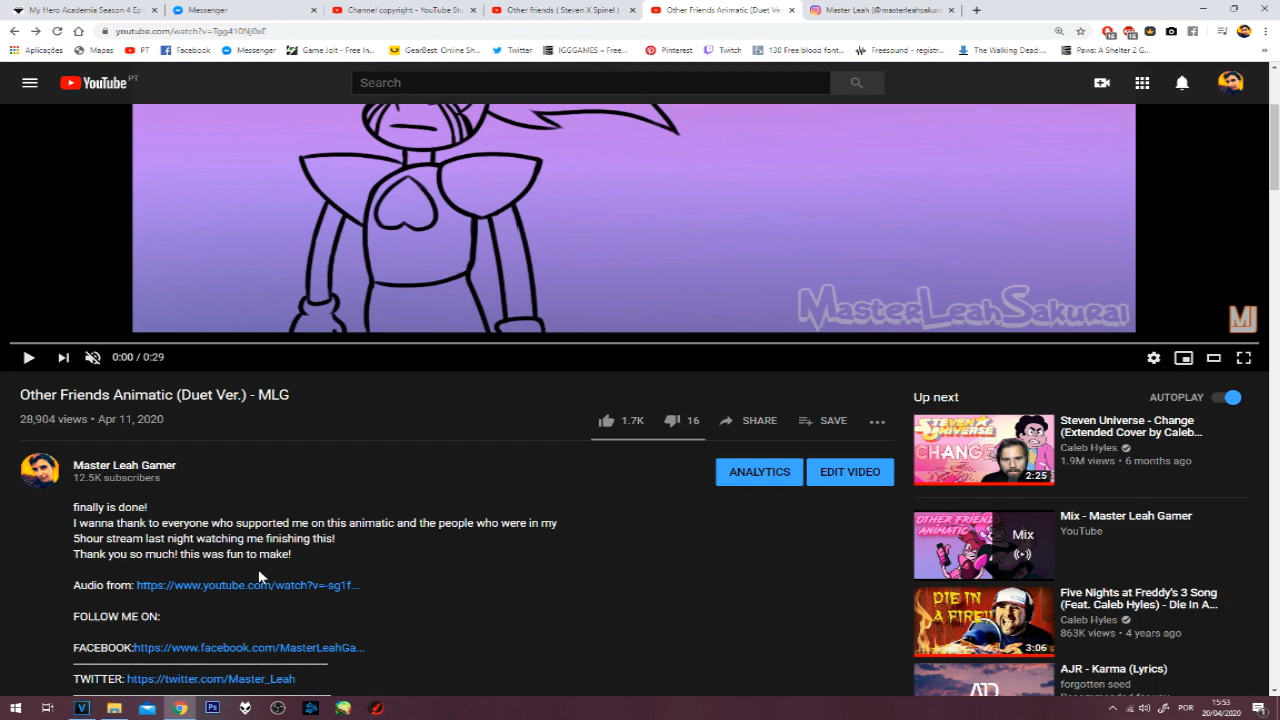 My Hero Academia Season 4 Epi
Messenger
Channel copyright - YouTube Stu
Other friends ( Steven X Spinel )
Other Friends Animatic (Duet Ve
Master Leah (@masterleahsakura
youtube.com/watch?v=Tgg410Nj0xE
Aplicações
Mapas
PT
Facebook
Messenger
Game Jolt - Free In...
Online Courses - Le...
Twitter
IGGGAMES – Free...
Pinterest
Twitch
130 Free blood font...
Freesound - registr...
The Walking Dead:...
Paws: A Shelter 2 G...
YouTube PT
Search
MasterLeahSakurai
MJ
0:00 / 0:29
Other Friends Animatic (Duet Ver.) - MLG
28,904 views • Apr 11, 2020
1.7K
16
SHARE
SAVE
Master Leah Gamer
12.5K subscribers
ANALYTICS
EDIT VIDEO
finally is done!
I wanna thank to everyone who suported me on this animatic and the people who were in my
5hour stream last night watching me finishing this!
Thank you so much! this was fun to make!
Audio from: https://www.youtube.com/watch?v=-sg1f...
FOLLOW ME ON:
FACEBOOK:https://www.facebook.com/MasterLeahGa...
TWITTER: https://twitter.com/Master_Leah
Up next
AUTOPLAY
STEVEN UNIVERSE
CHANGE
2:25
Steven Universe - Change
(Extended Cover by Caleb...
Caleb Hyles
1.9M views • 6 months ago
OTHER FRIENDS
ANIMATIC
Mix
Mix - Master Leah Gamer
YouTube
DIE IN
A FIRE
3:06
Five Nights at Freddy's 3 Song
(Feat. Caleb Hyles) - Die In A...
Caleb Hyles
863K views • 4 years ago
AJR - Karma (Lyrics)
forgotten seed
Recommended for you
POR
15:53
20/04/2020